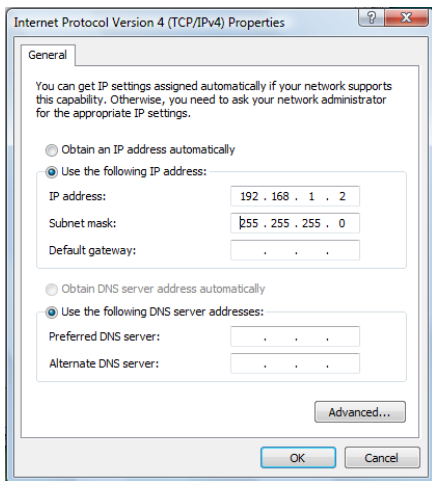 Internet Protocol Version 4 (TCP/IPv4) Properties
General
You can get IP settings assigned automatically if your network supports
this capability. Otherwise, you need to ask your network administrator
for the appropriate IP settings.
Obtain an IP address automatically
Use the following IP address:
IP address: 192 . 168 . 1 . 2
Subnet mask: 255 . 255 . 255 . 0
Default gateway: . . .
Obtain DNS server address automatically
Use the following DNS server addresses:
Preferred DNS server: . . .
Alternate DNS server: . . .
Advanced...
OK Cancel